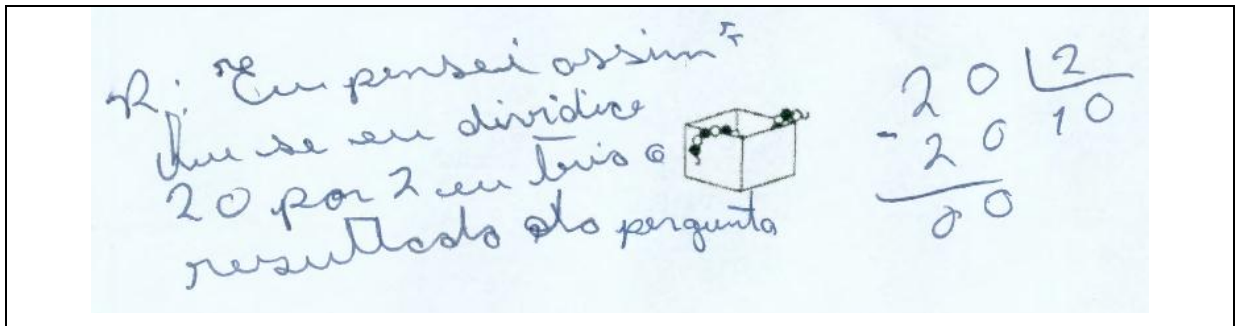 R: "Eu pensei assim"
Que se eu dividice
20 por 2 eu teria o
resultado da pergunta
20 2
- 20 10
00